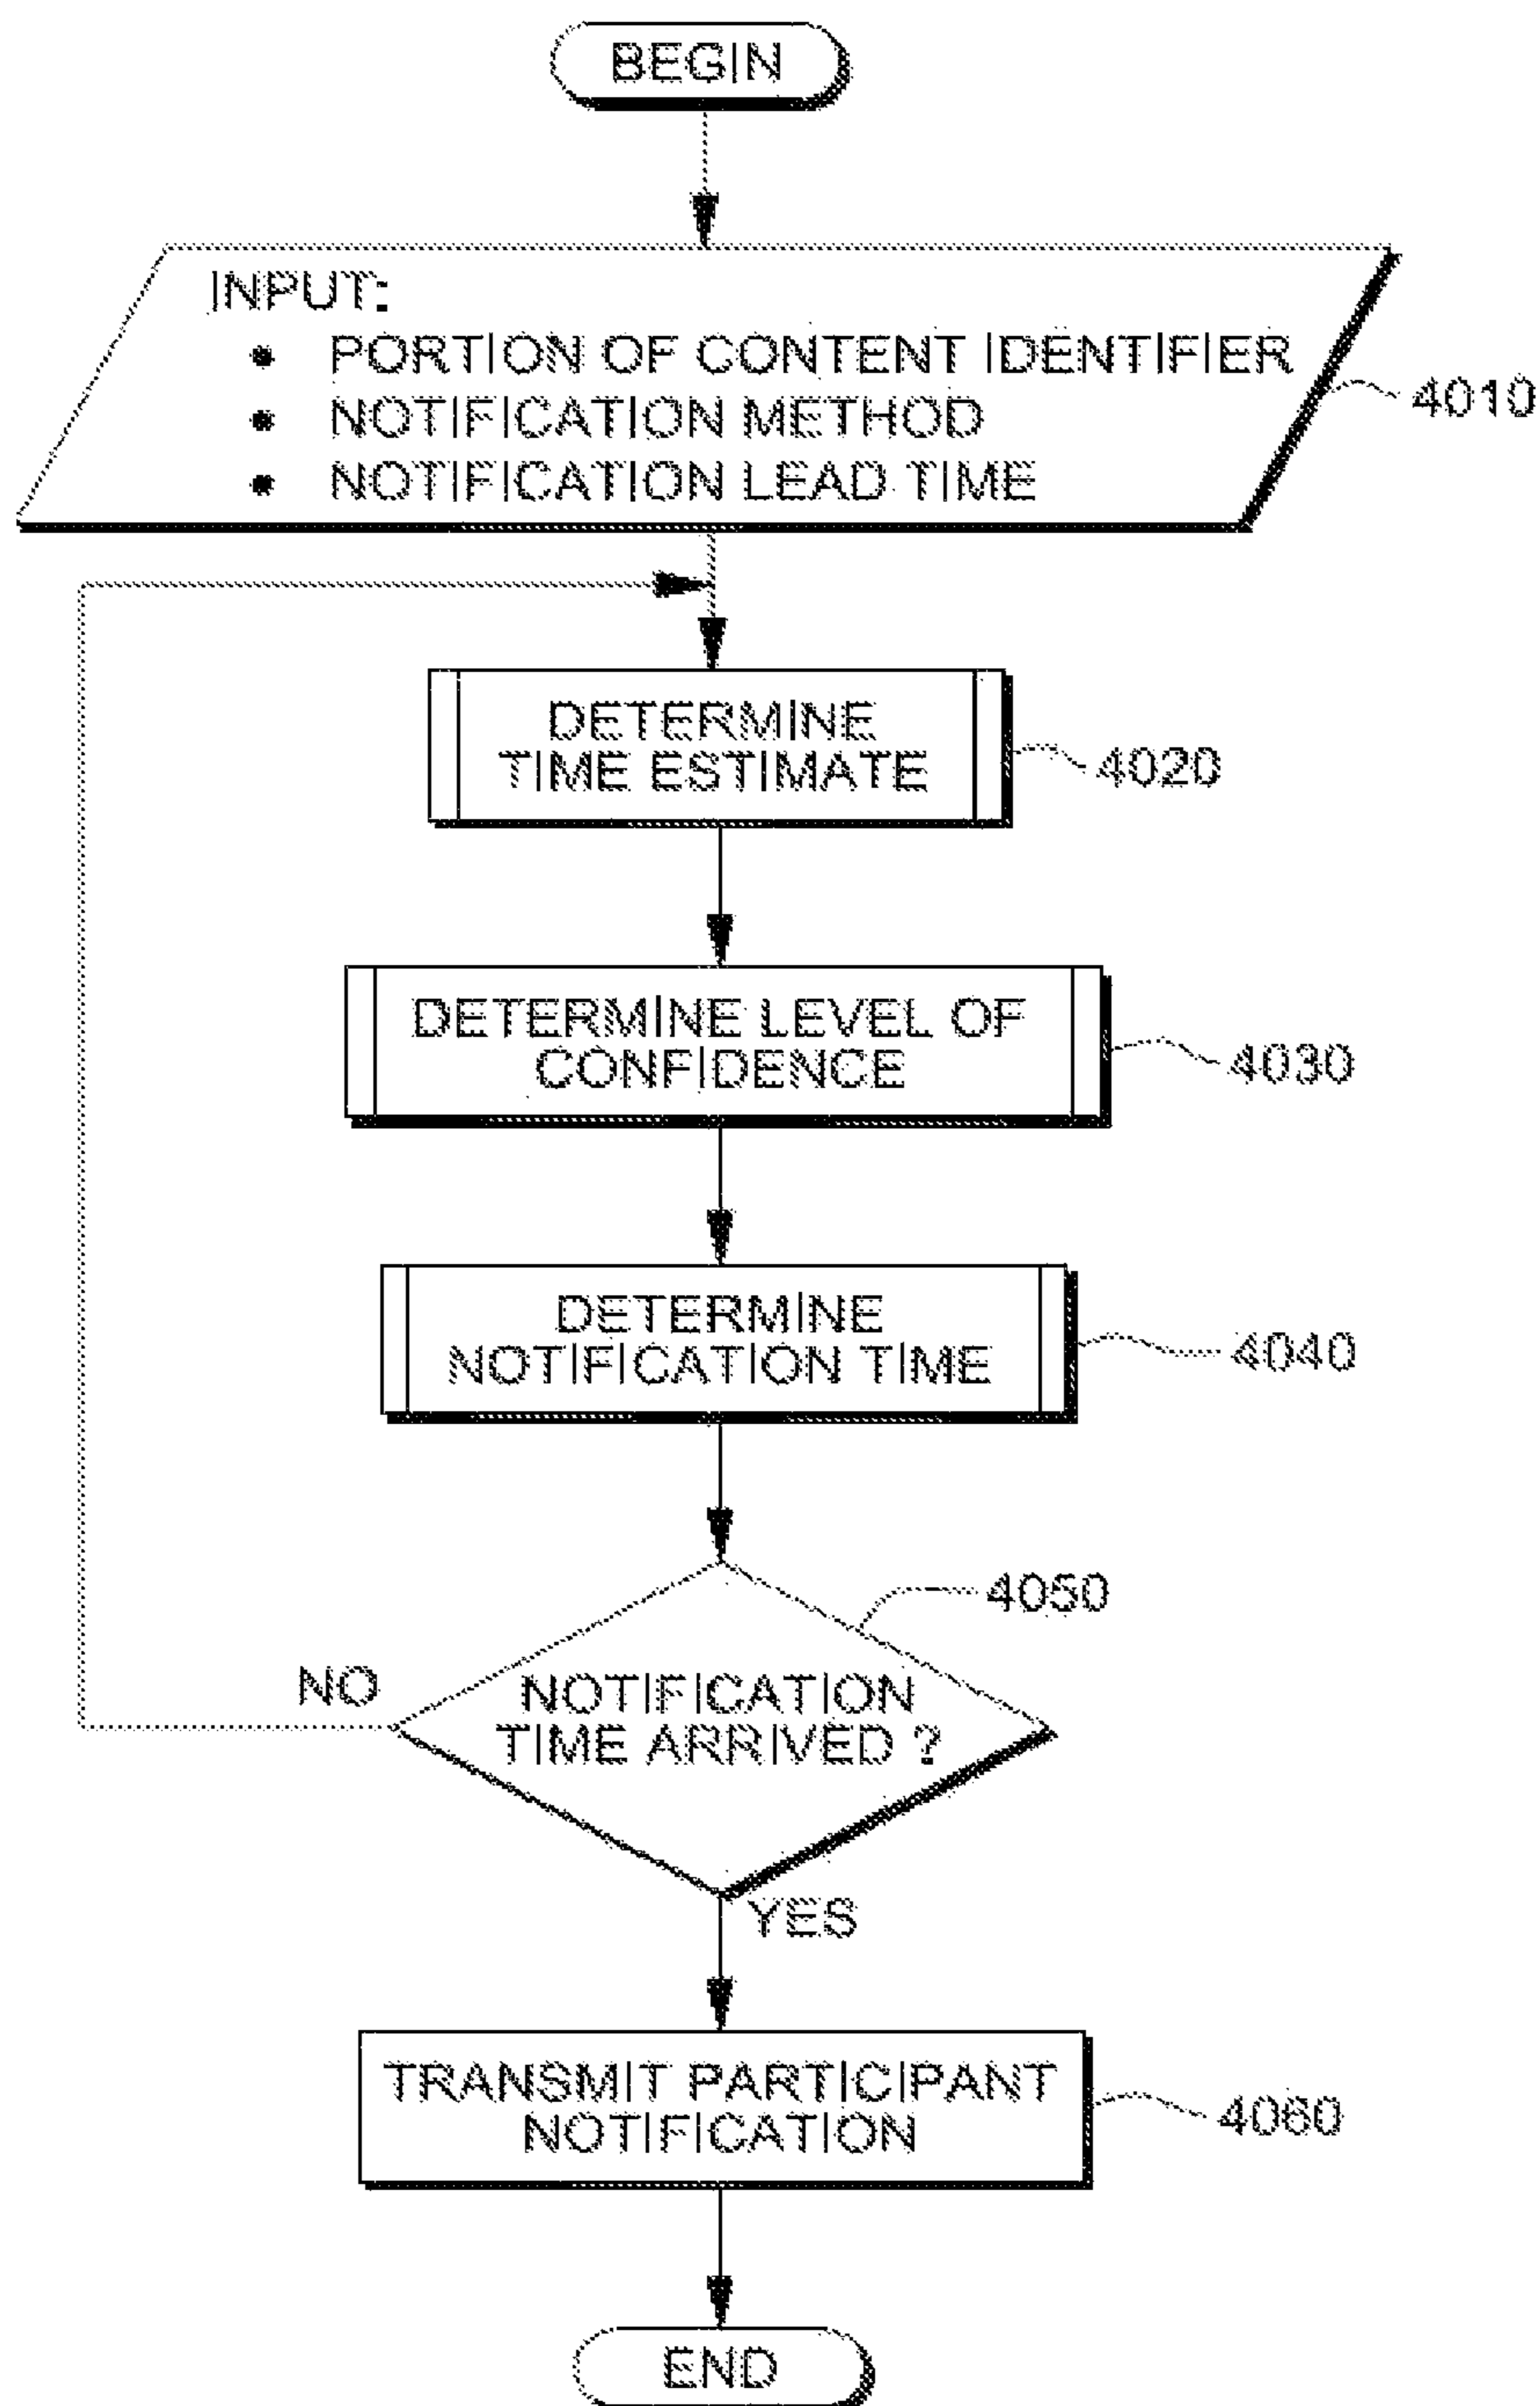 BEGIN
INPUT:
• PORTION OF CONTENT IDENTIFIER
• NOTIFICATION METHOD
• NOTIFICATION LEAD TIME
4010
DETERMINE
TIME ESTIMATE
4020
DETERMINE LEVEL OF
CONFIDENCE
4030
DETERMINE
NOTIFICATION TIME
4040
4050
NOTIFICATION
TIME ARRIVED ?
NO
YES
TRANSMIT PARTICIPANT
NOTIFICATION
4060
END